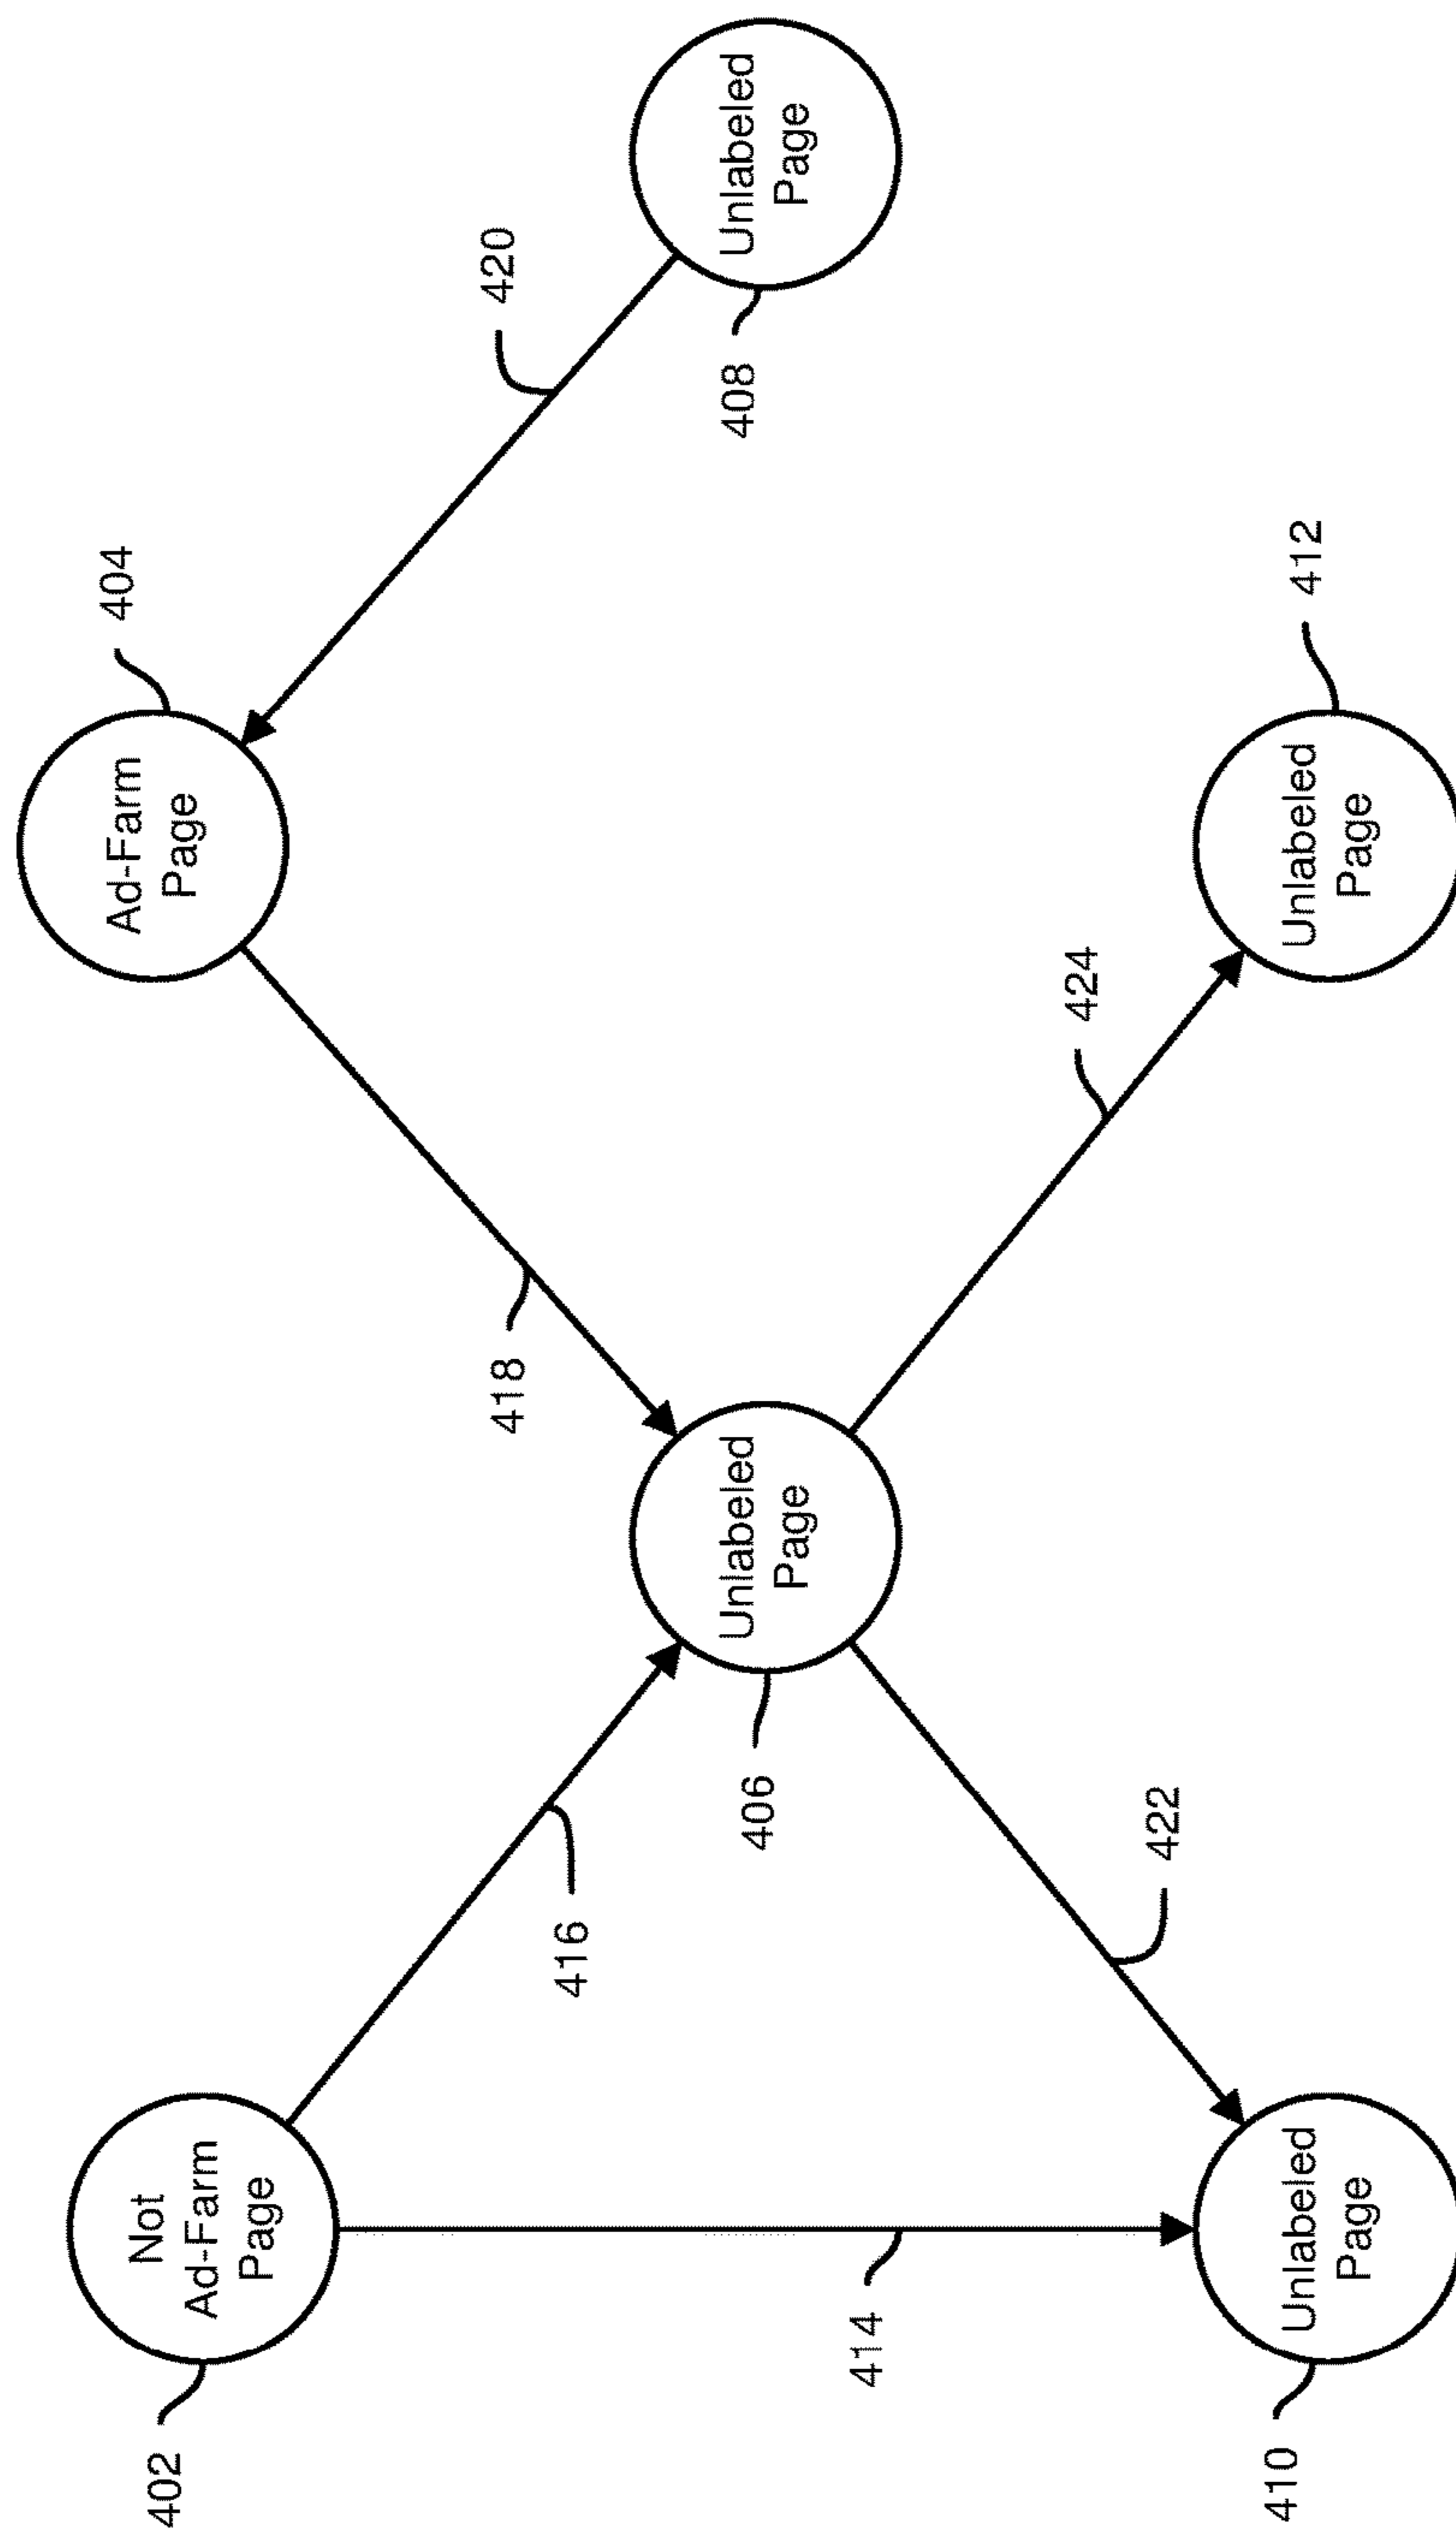 404
Ad-Farm
Page
402
Not
Ad-Farm
Page
420
418
416
Unlabeled
Page
408
Unlabeled
Page
406
414
424
422
412
Unlabeled
Page
410
Unlabeled
Page